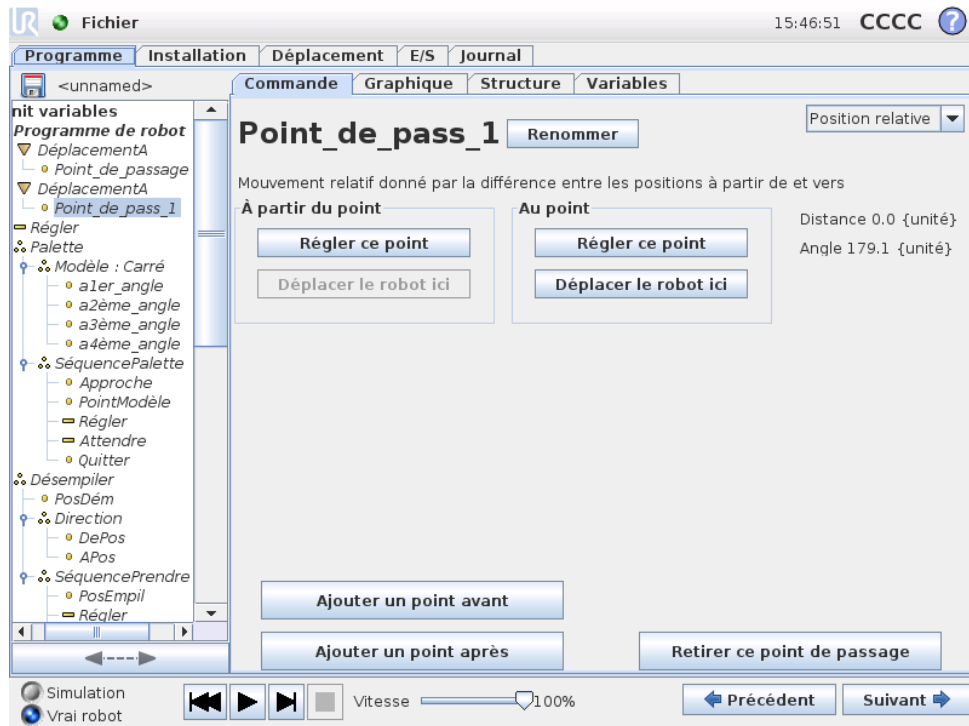 UR Fichier 15:46:51 CCCC ?
Programme Installation Déplacement E/S Journal
<unnamed>
Commande Graphique Structure Variables
nit variables
Programme de robot
DéplacementA
Point_de_passage
DéplacementA
Point_de_pass_1
Régler
Palette
Modèle : Carré
a1er_angle
a2ème_angle
a3ème_angle
a4ème_angle
SéquencePalette
Approche
PointModèle
Régler
Attendre
Quitter
Désempiler
PosDém
Direction
DePos
APos
SéquencePrendre
PosEmpil
Régler
Point_de_pass_1 Renommer
Position relative
Mouvement relatif donné par la différence entre les positions à partir de et vers
À partir du point
Régler ce point
Déplacer le robot ici
Au point
Régler ce point
Déplacer le robot ici
Distance 0.0 {unité}
Angle 179.1 {unité}
Ajouter un point avant
Ajouter un point après
Retirer ce point de passage
Simulation
Vrai robot
Vitesse 100%
Précédent Suivant